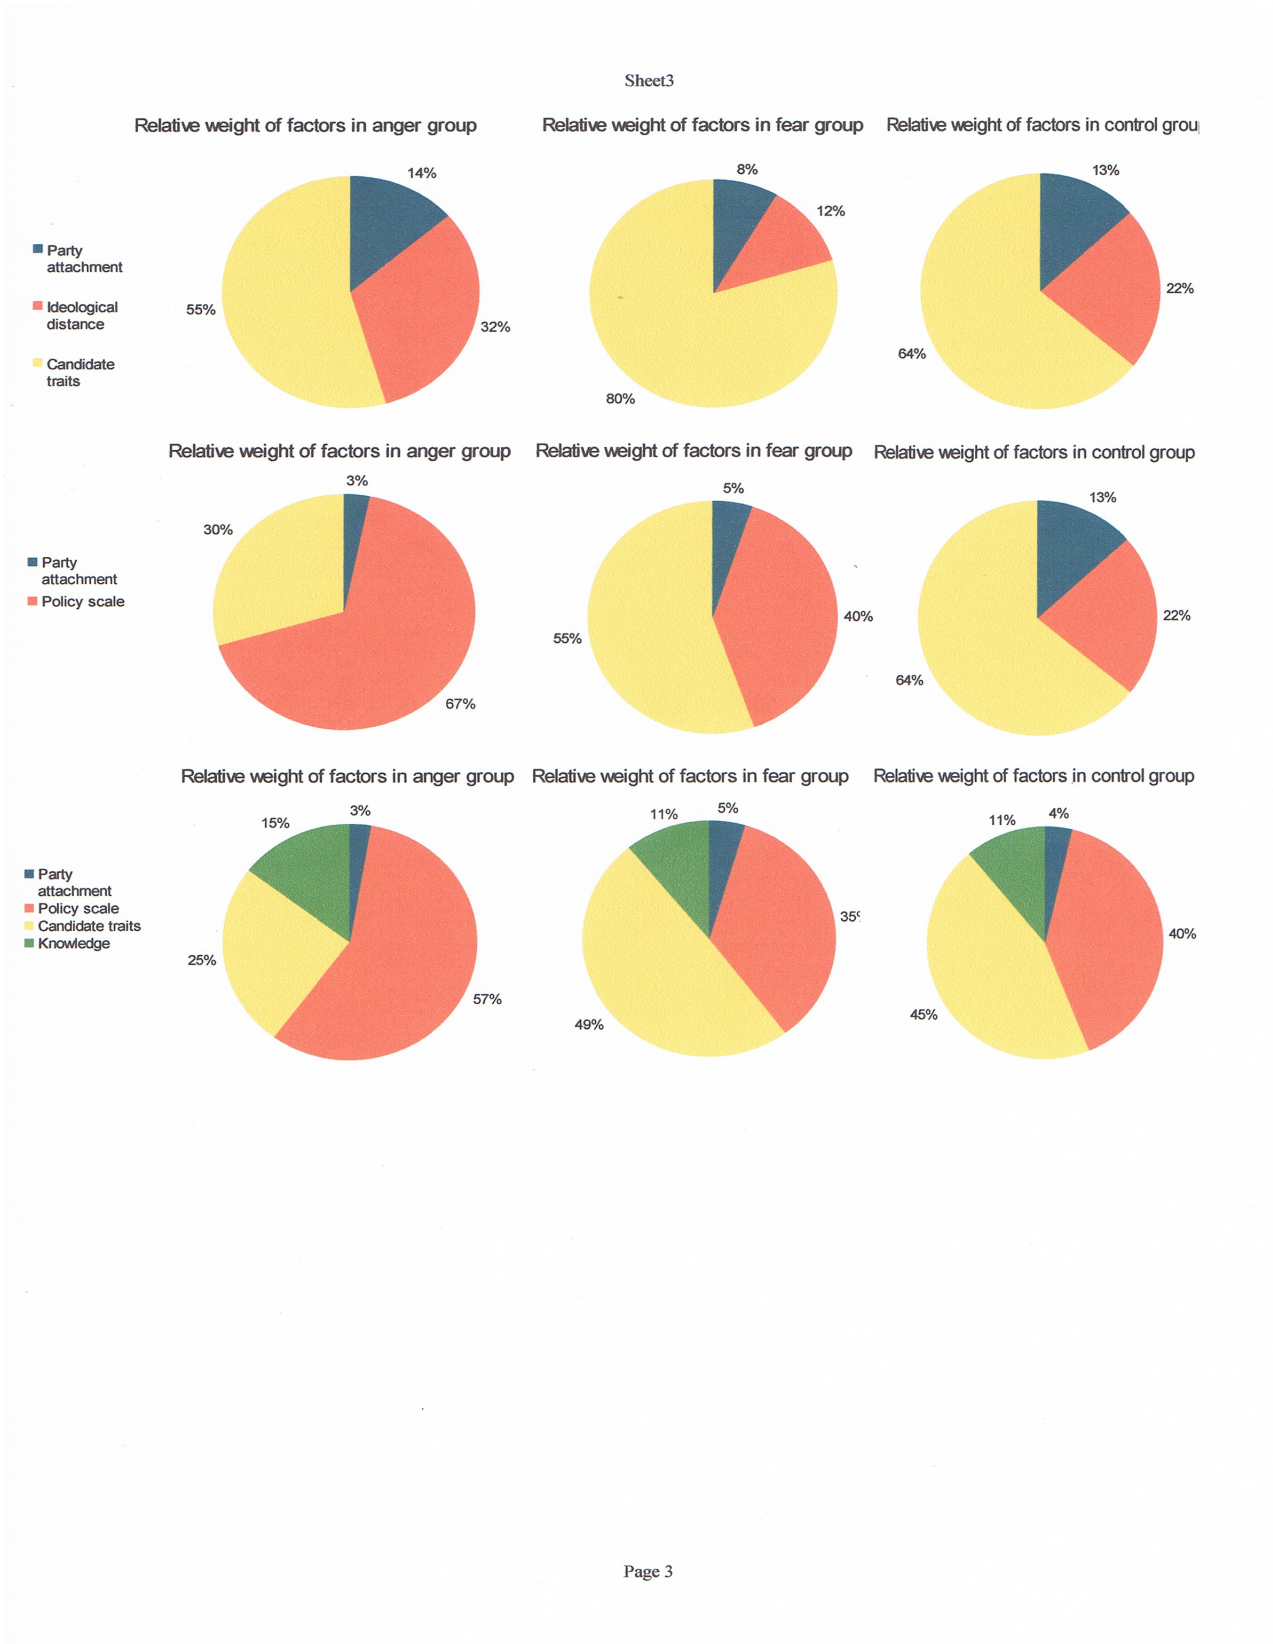 Sheet3
Relative weight of factors in anger group
Relative weight of factors in fear group
Relative weight of factors in control grou
14%
32%
55%
8%
12%
80%
13%
22%
64%
Party
attachment
Ideological
distance
Candidate
traits
Relative weight of factors in anger group
Relative weight of factors in fear group
Relative weight of factors in control group
3%
67%
30%
5%
40%
55%
13%
22%
64%
Party
attachment
Policy scale
Relative weight of factors in anger group
Relative weight of factors in fear group
Relative weight of factors in control group
3%
57%
25%
15%
5%
35
49%
11%
4%
40%
45%
11%
Party
attachment
Policy scale
Candidate traits
Knowledge
Page 3